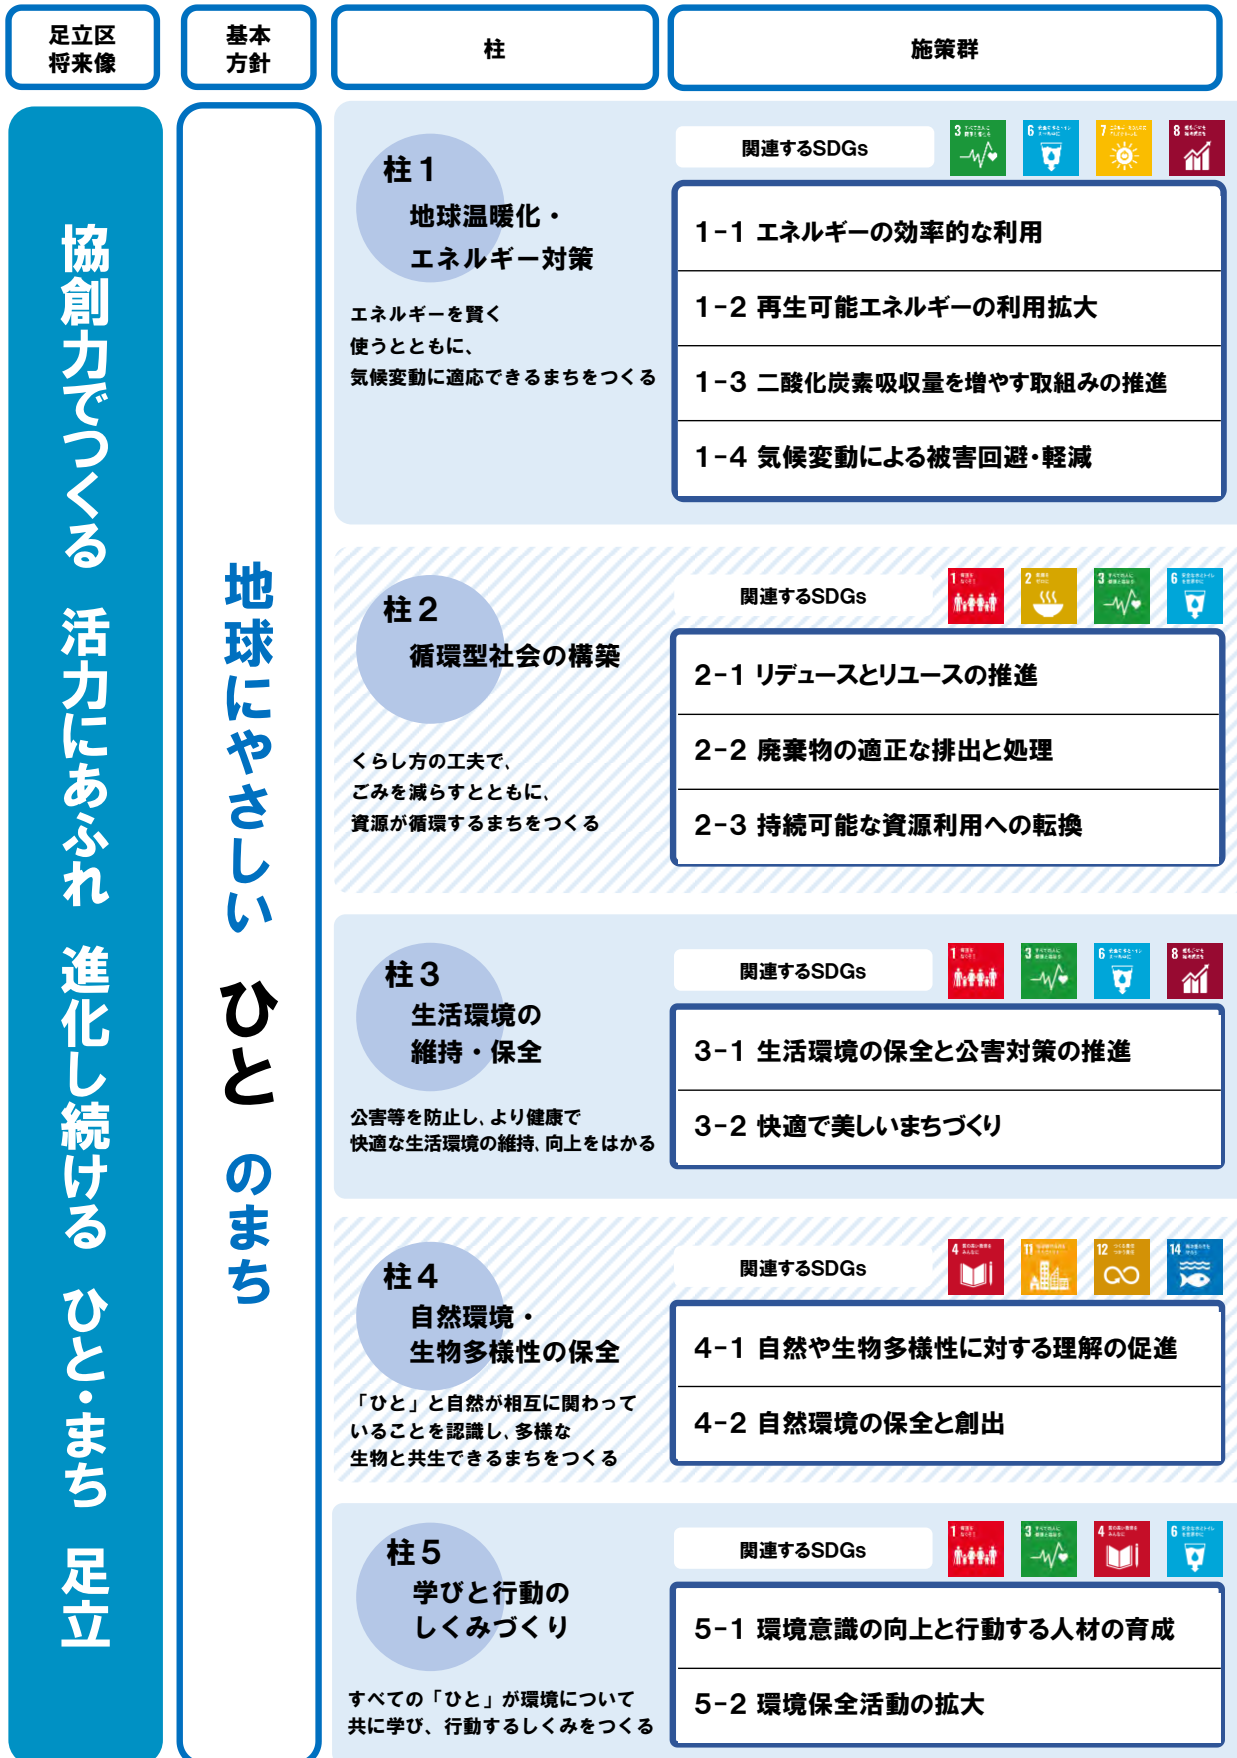 足立区
将来像
基本
方針
柱
施策群
協創力でつくる 活力にあふれ 進化し続ける ひと・まち 足立
地球にやさしい ひと のまち
柱1
地球温暖化・
エネルギー対策
エネルギーを賢く
使うとともに、
気候変動に適応できるまちをつくる
関連するSDGs
3
6
7
8
1-1 エネルギーの効率的な利用
1-2 再生可能エネルギーの利用拡大
1-3 二酸化炭素吸収量を増やす取組みの推進
1-4 気候変動による被害回避・軽減
柱2
循環型社会の構築
くらし方の工夫で、
ごみを減らすとともに、
資源が循環するまちをつくる
関連するSDGs
1
2
3
6
2-1 リデュースとリユースの推進
2-2 廃棄物の適正な排出と処理
2-3 持続可能な資源利用への転換
柱3
生活環境の
維持・保全
公害等を防止し、より健康で
快適な生活環境の維持、向上をはかる
関連するSDGs
1
3
6
8
3-1 生活環境の保全と公害対策の推進
3-2 快適で美しいまちづくり
柱4
自然環境・
生物多様性の保全
「ひと」と自然が相互に関わって
いることを認識し、多様な
生物と共生できるまちをつくる
関連するSDGs
4
11
12
14
4-1 自然や生物多様性に対する理解の促進
4-2 自然環境の保全と創出
柱5
学びと行動の
しくみづくり
すべての「ひと」が環境について
共に学び、行動するしくみをつくる
関連するSDGs
1
3
4
6
5-1 環境意識の向上と行動する人材の育成
5-2 環境保全活動の拡大